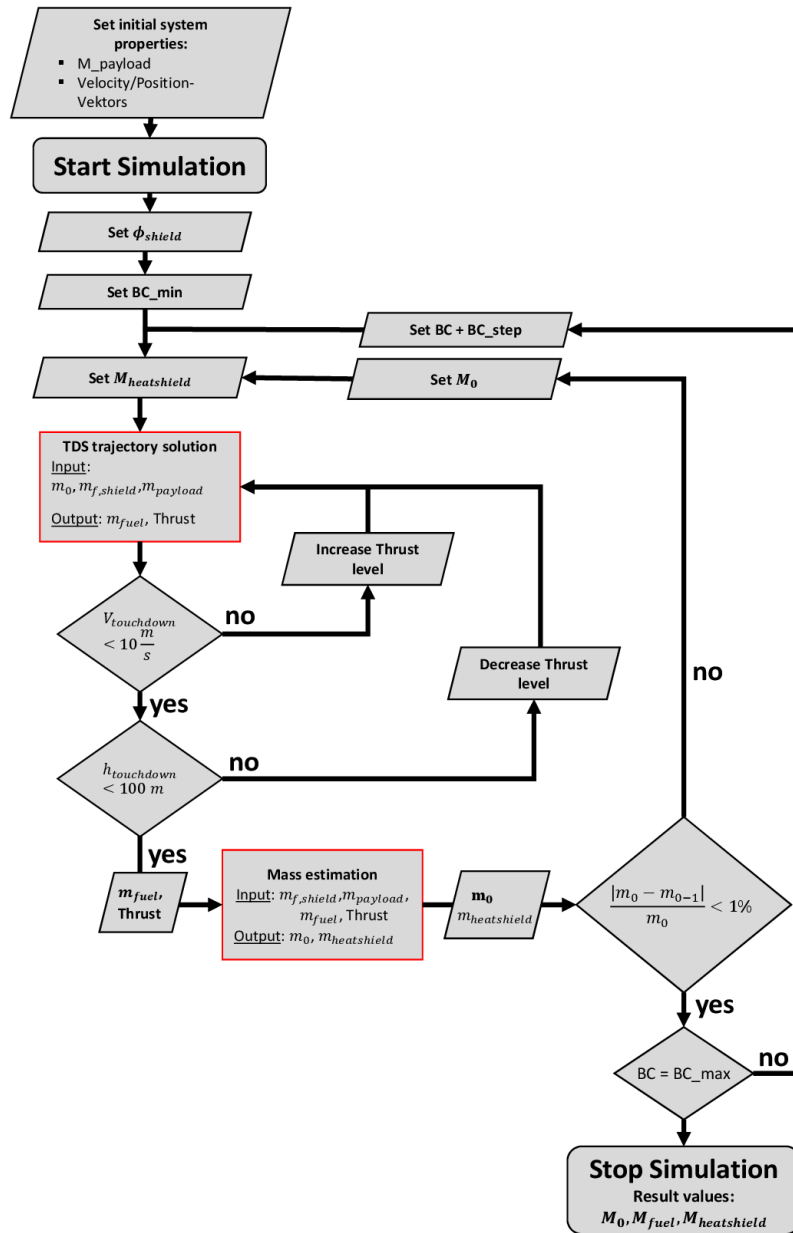 Set initial system
properties:
▪ M_payload
▪ Velocity/Position-
Vektors
Start Simulation
Set ϕ_shield
Set BC_min
Set BC + BC_step
Set M_heatshield
Set M_0
TDS trajectory solution
Input:
m_0, m_f,shield,m_payload
Output: m_fuel, Thrust
Increase Thrust
level
V_touchdown
< 10 m/s
no
Decrease Thrust
level
no
yes
h_touchdown
< 100 m
no
yes
m_fuel,
Thrust
Mass estimation
Input: m_f,shield,m_payload,
m_fuel, Thrust
Output: m_0, m_heatshield
m_0
m_heatshield
|m_0 − m_0−1|/m_0 < 1%
yes
BC = BC_max
no
Stop Simulation
Result values:
M_0, M_fuel, M_heatshield